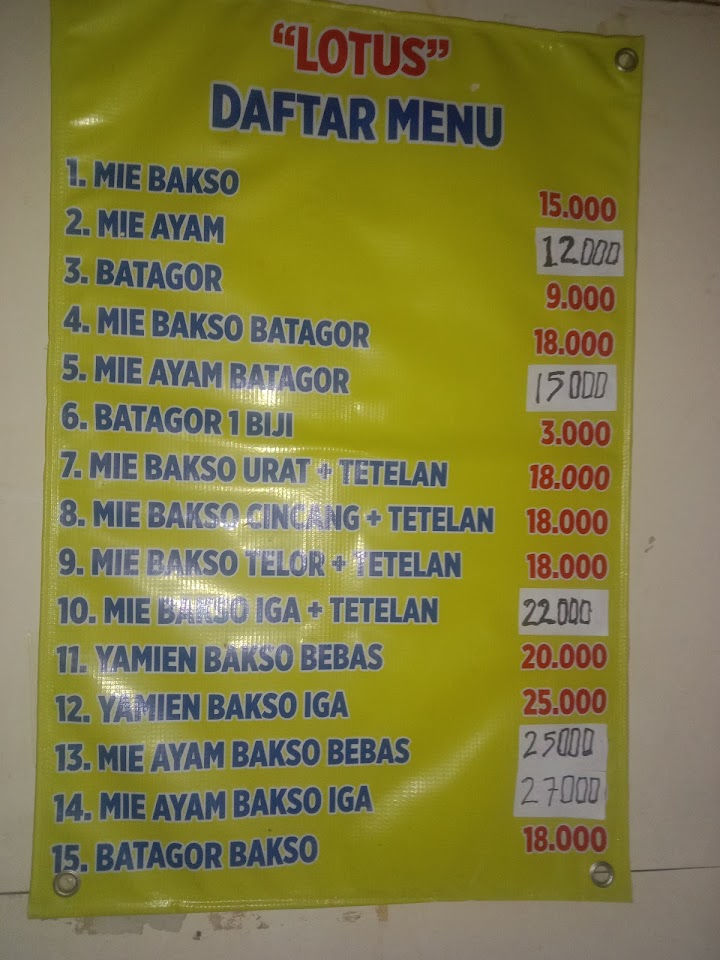 “LOTUS”
DAFTAR MENU
1. MIE BAKSO 15.000
2. MIE AYAM 12000
3. BATAGOR 9.000
4. MIE BAKSO BATAGOR 18.000
5. MIE AYAM BATAGOR 15000
6. BATAGOR 1 BIJI 3.000
7. MIE BAKSO URAT + TETELAN 18.000
8. MIE BAKSO CINCANG + TETELAN 18.000
9. MIE BAKSO TELOR + TETELAN 18.000
10. MIE BAKSO IGA + TETELAN 22000
11. YAMIEN BAKSO BEBAS 20.000
12. YAMIEN BAKSO IGA 25.000
13. MIE AYAM BAKSO BEBAS 25000
14. MIE AYAM BAKSO IGA 27000
15. BATAGOR BAKSO 18.000